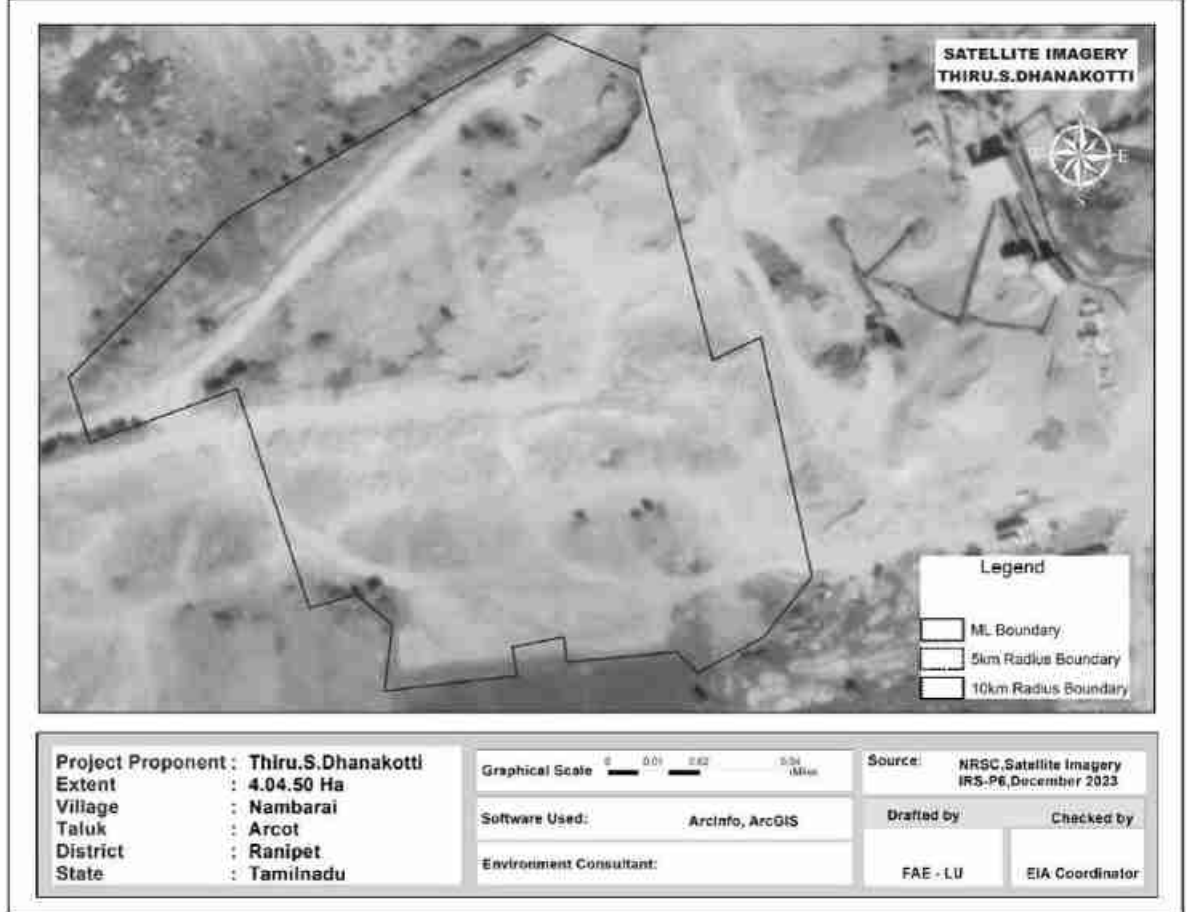 SATELLITE IMAGERY
THIRU.S.DHANAKOTTI
E
S
Legend
ML Boundary
5km Radius Boundary
10km Radius Boundary
Project Proponent : Thiru.S.Dhanakotti
Extent : 4.04.50 Ha
Village : Nambarai
Taluk : Arcot
District : Ranipet
State : Tamilnadu
Graphical Scale 0 0.01 0.02 0.04
Miles
Software Used: ArcInfo, ArcGIS
Environment Consultant:
Source: NRSC,Satellite Imagery
IRS-P6,December 2023
Drafted by Checked by
FAE - LU EIA Coordinator